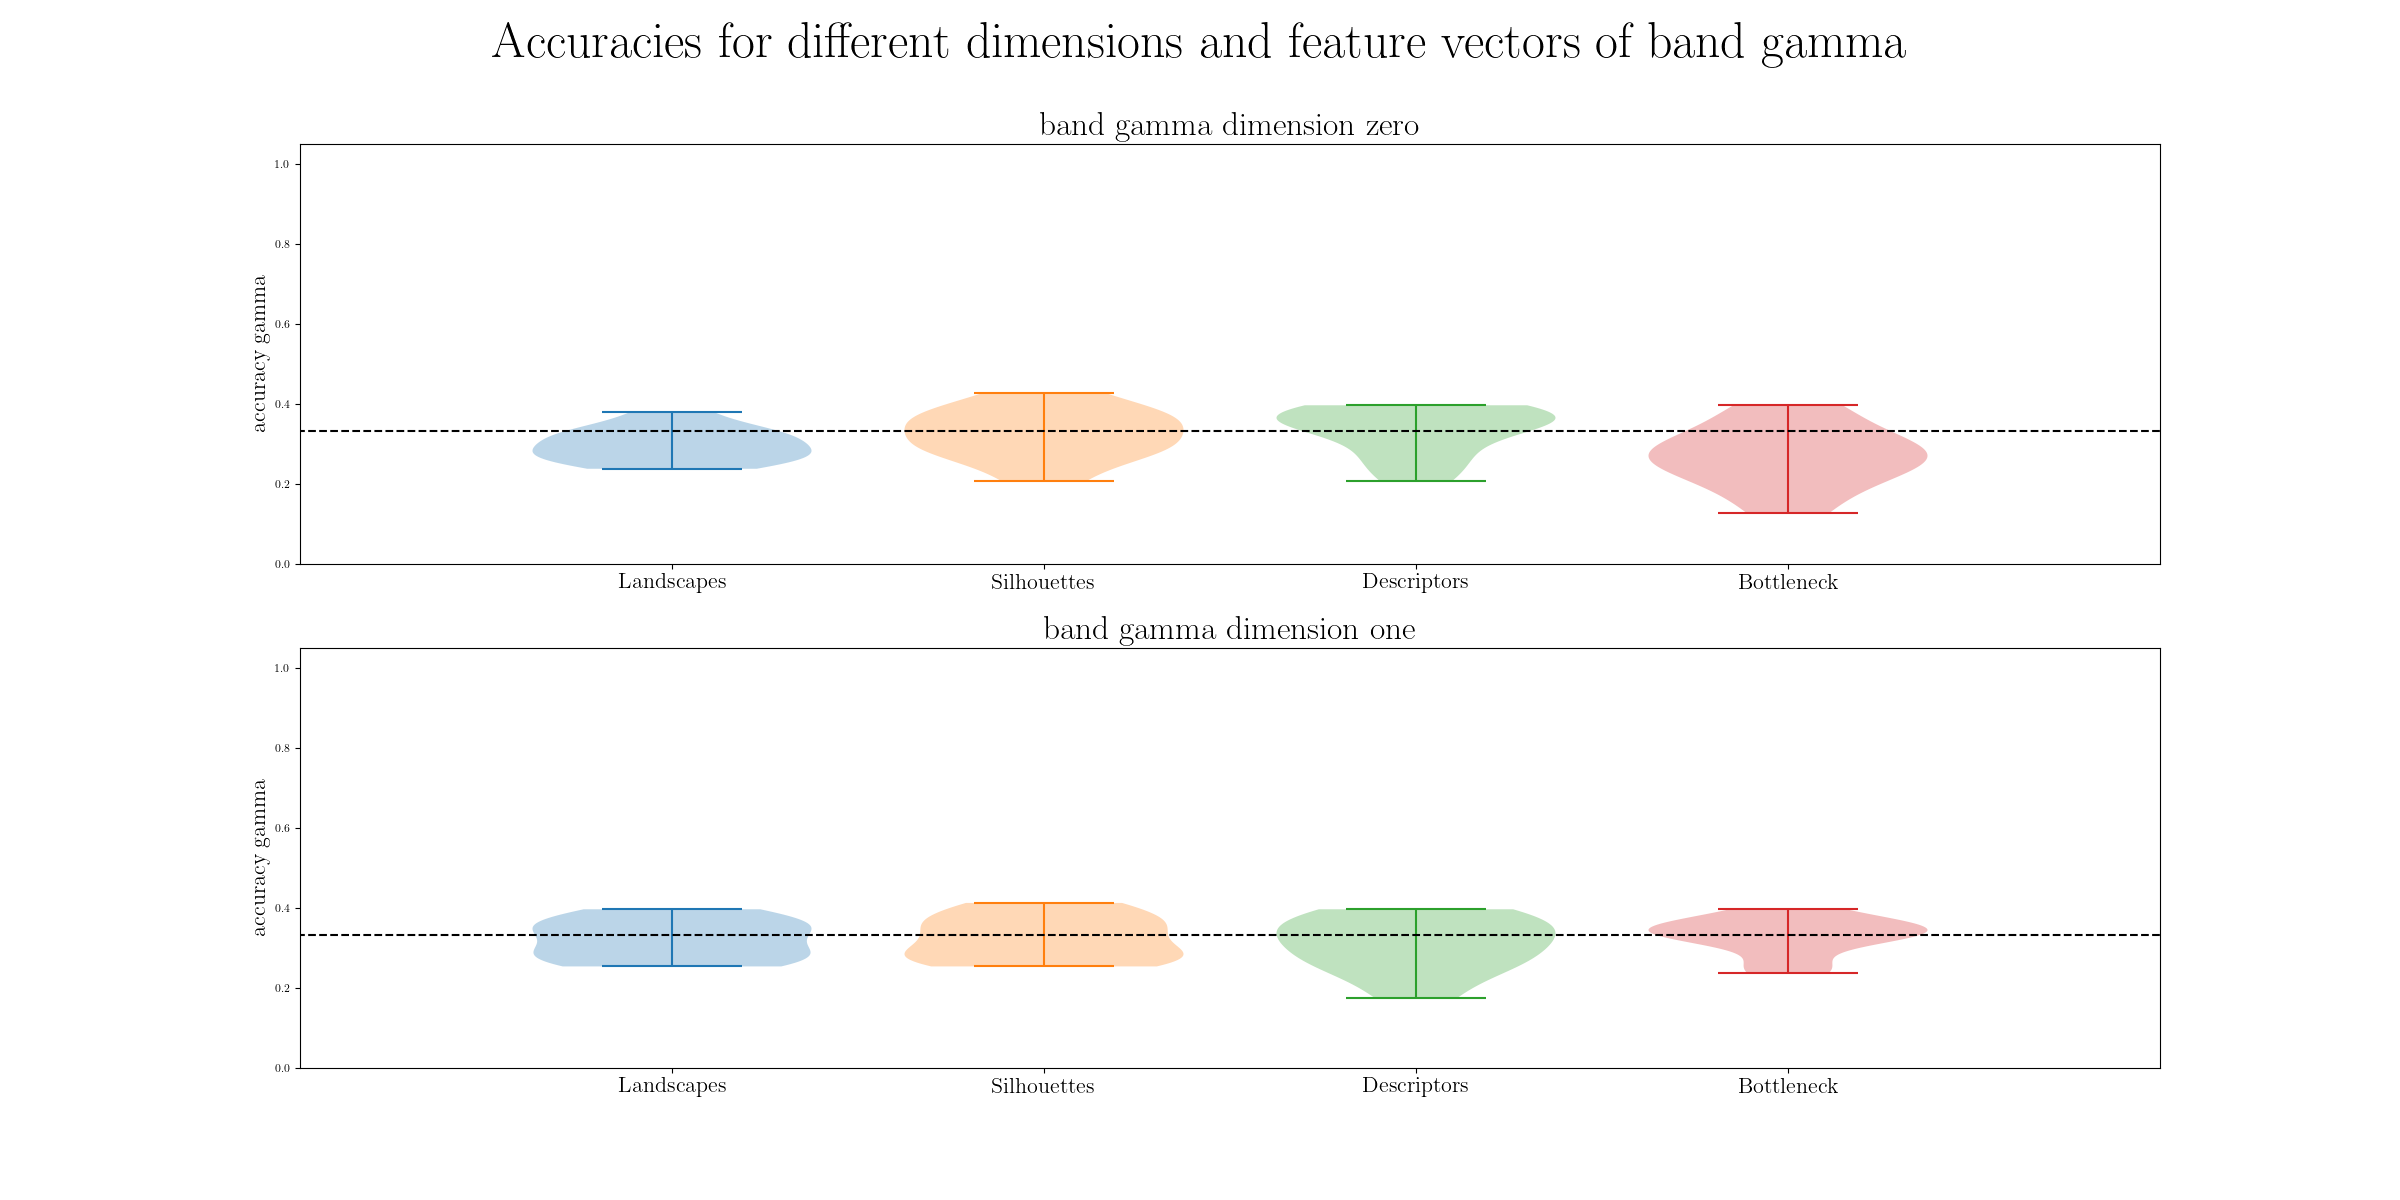 Accuracies for different dimensions and feature vectors of band gamma
band gamma dimension zero
accuracy gamma
1.0
0.8
0.6
0.4
0.2
0.0
Landscapes Silhouettes Descriptors Bottleneck
band gamma dimension one
accuracy gamma
1.0
0.8
0.6
0.4
0.2
0.0
Landscapes Silhouettes Descriptors Bottleneck